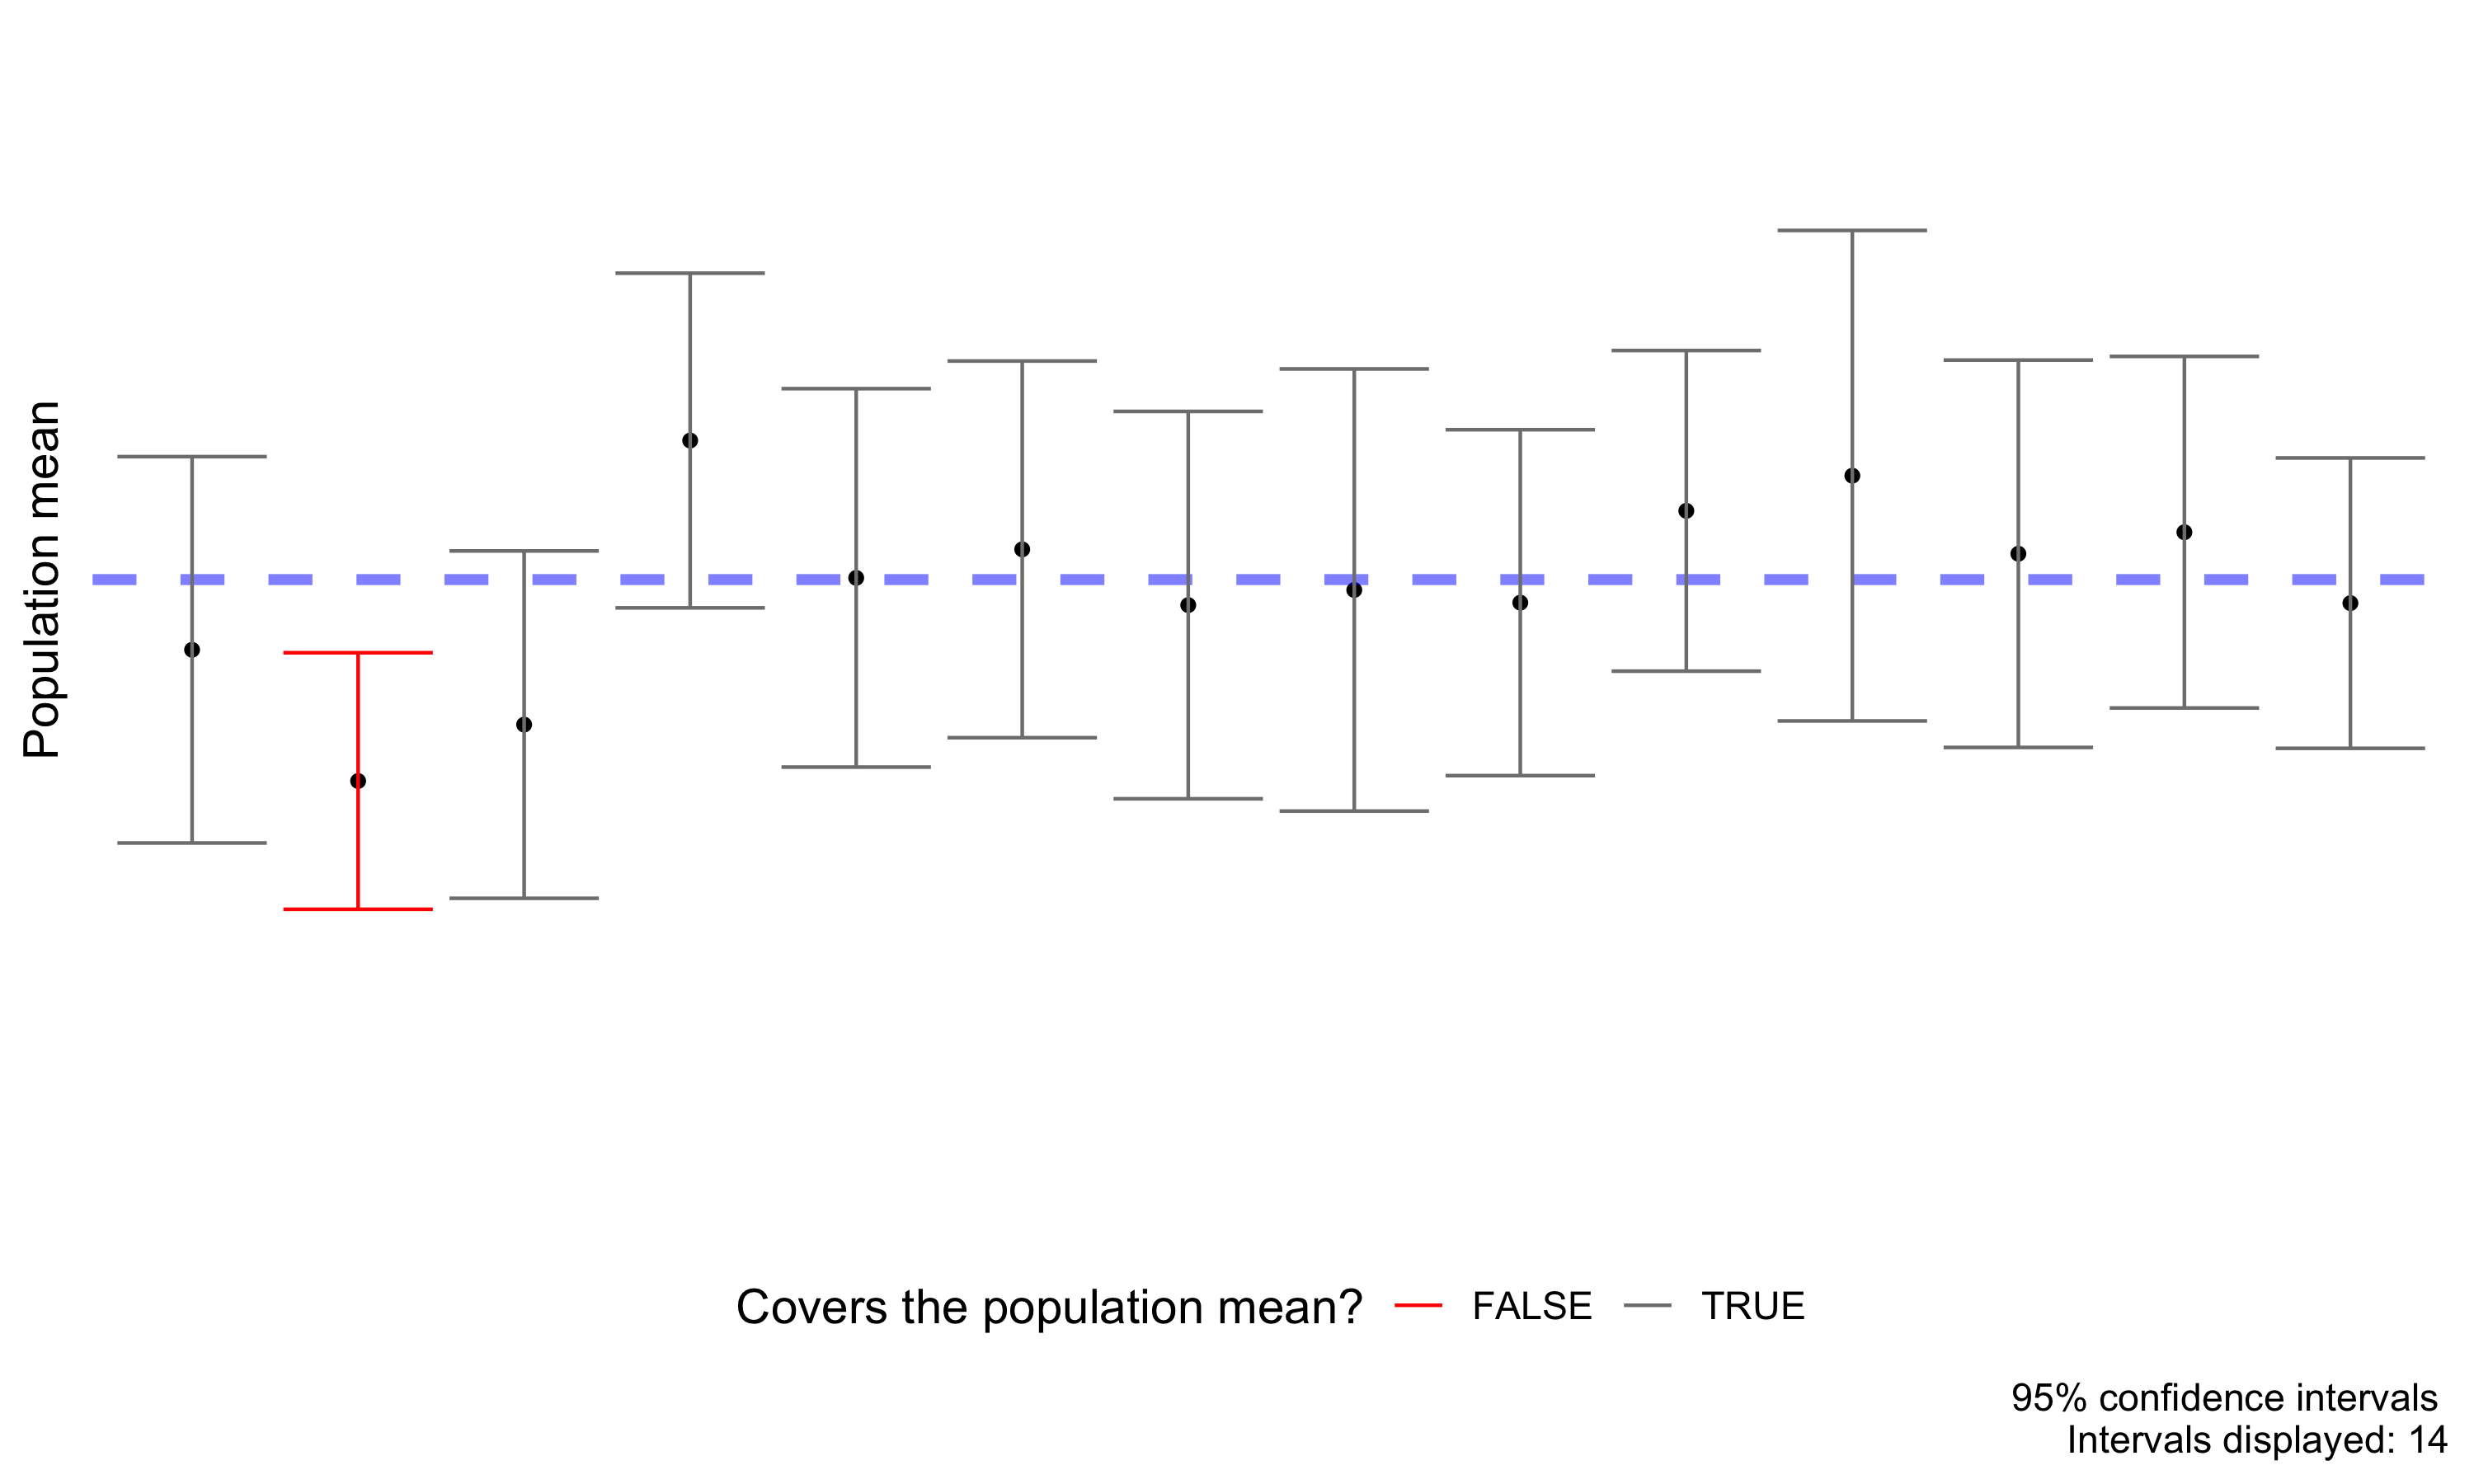 Population mean
Covers the population mean? FALSE TRUE
95% confidence intervals
Intervals displayed: 14